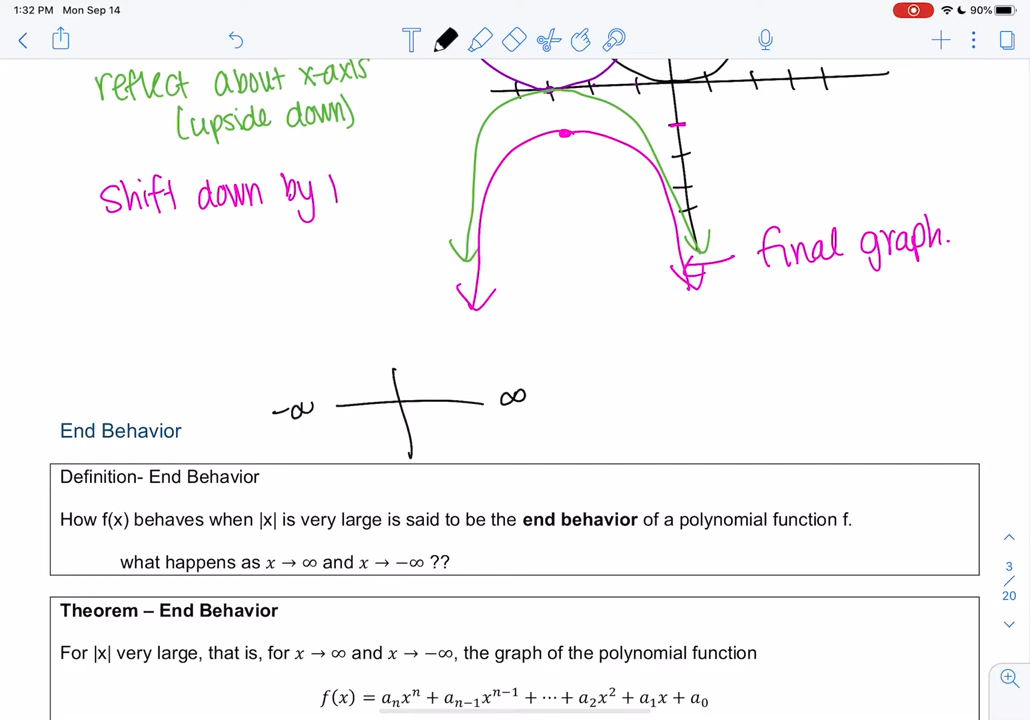 1:32 PM Mon Sep 14
90%
T
reflect about x-axis
(upside down)
Shift down by 1
final graph.
-∞ ∞
End Behavior
Definition- End Behavior
How f(x) behaves when |x| is very large is said to be the end behavior of a polynomial function f.
what happens as x → ∞ and x → −∞ ??
3
/
20
Theorem – End Behavior
For |x| very large, that is, for x → ∞ and x → −∞, the graph of the polynomial function
f(x) = aₙxⁿ + aₙ₋₁xⁿ⁻¹ + ⋯ + a₂x² + a₁x + a₀